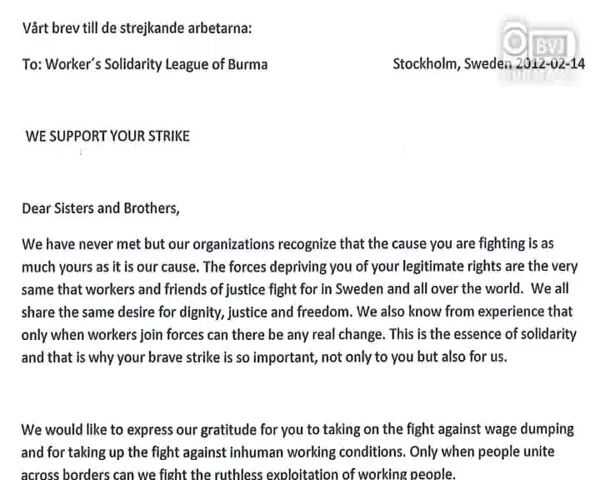 Vårt brev till de strejkande arbetarna:
To: Worker's Solidarity League of Burma Stockholm, Sweden 2012-02-14
BVJ
WE SUPPORT YOUR STRIKE
Dear Sisters and Brothers,
We have never met but our organizations recognize that the cause you are fighting is as
much yours as it is our cause. The forces depriving you of your legitimate rights are the very
same that workers and friends of justice fight for in Sweden and all over the world. We all
share the same desire for dignity, justice and freedom. We also know from experience that
only when workers join forces can there be any real change. This is the essence of solidarity
and that is why your brave strike is so important, not only to you but also for us.
We would like to express our gratitude for you to taking on the fight against wage dumping
and for taking up the fight against inhuman working conditions. Only when people unite
across borders can we fight the ruthless exploitation of working people.